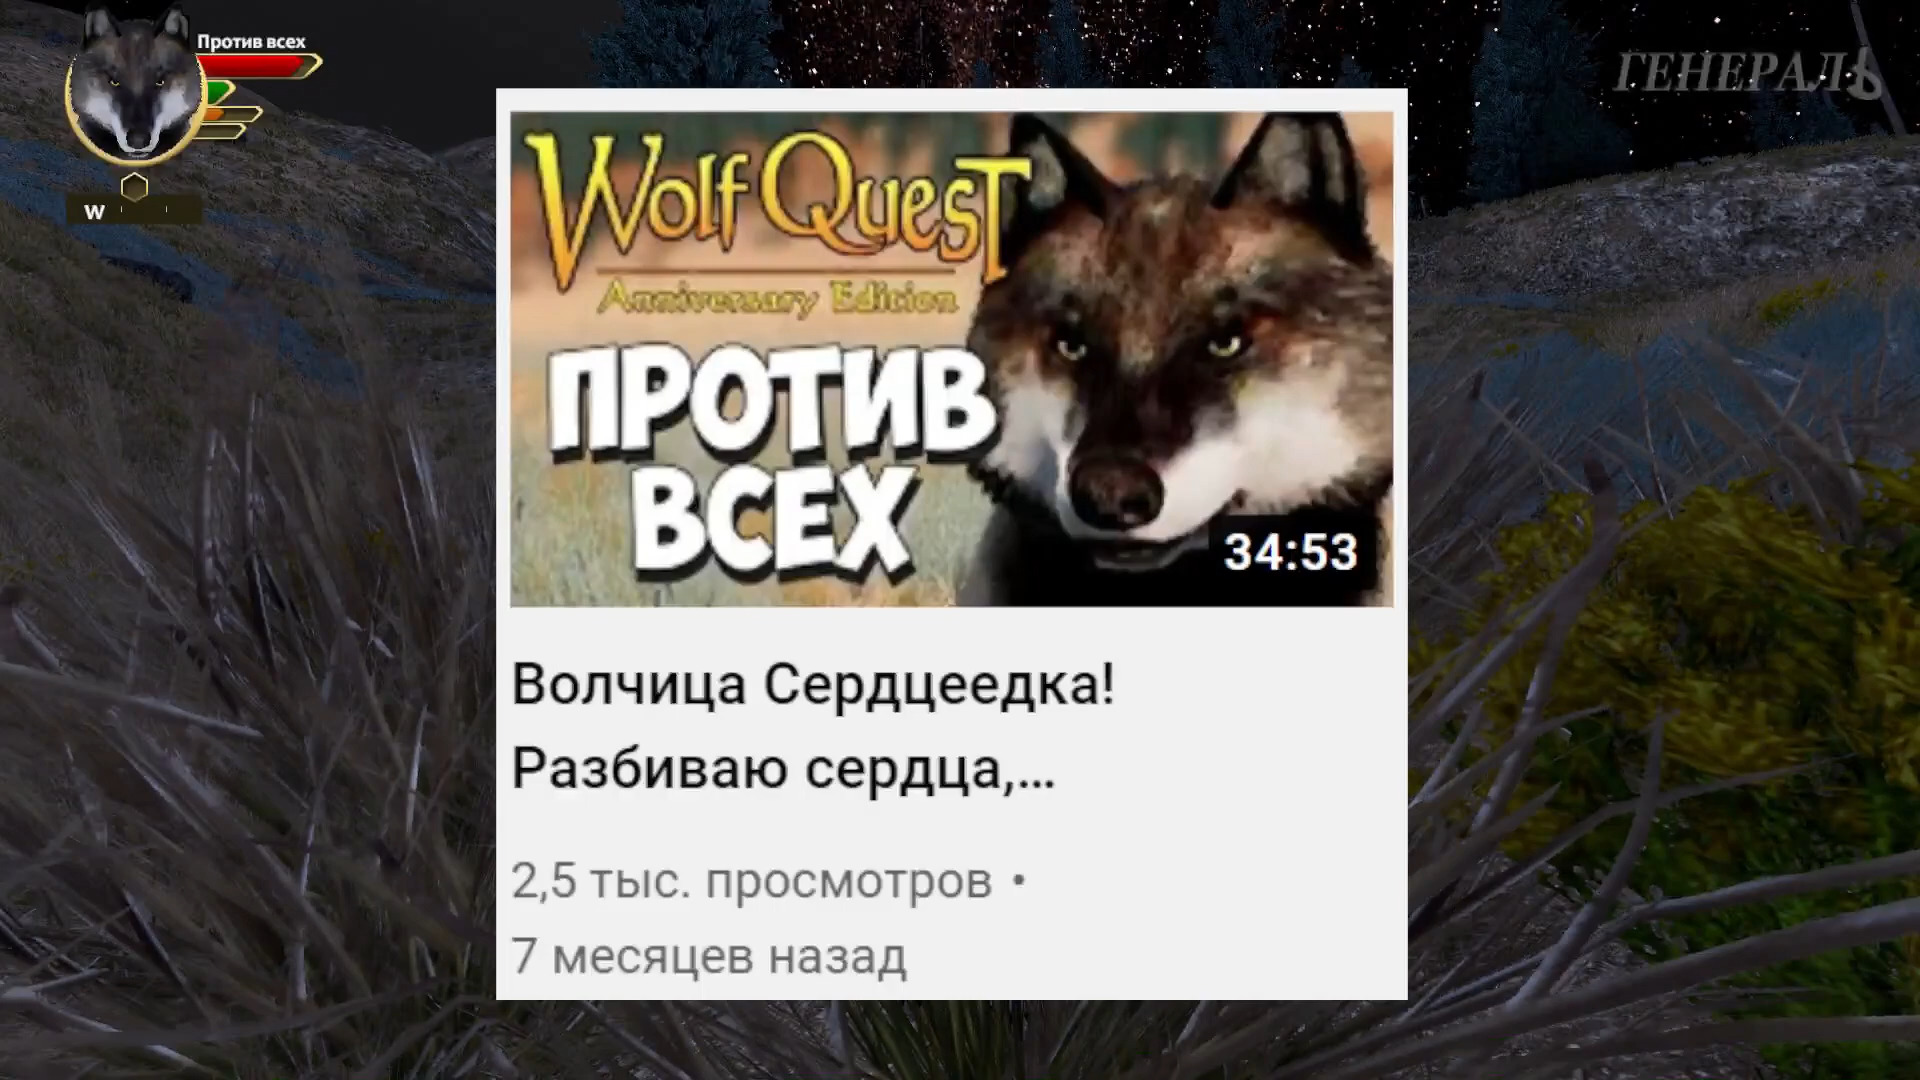 Против всех
ГЕНЕРАЛЬ
W
WolfQuest
Anniversary Edition
ПРОТИВ
ВСЕХ
34:53
Волчица Сердцеедка!
Разбиваю сердца,...
2,5 тыс. просмотров •
7 месяцев назад